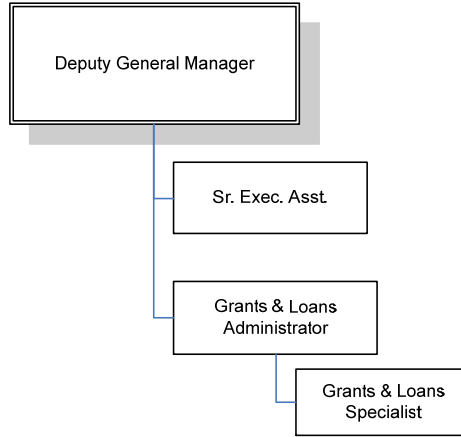 Deputy General Manager
Sr. Exec. Asst.
Grants & Loans
Administrator
Grants & Loans
Specialist